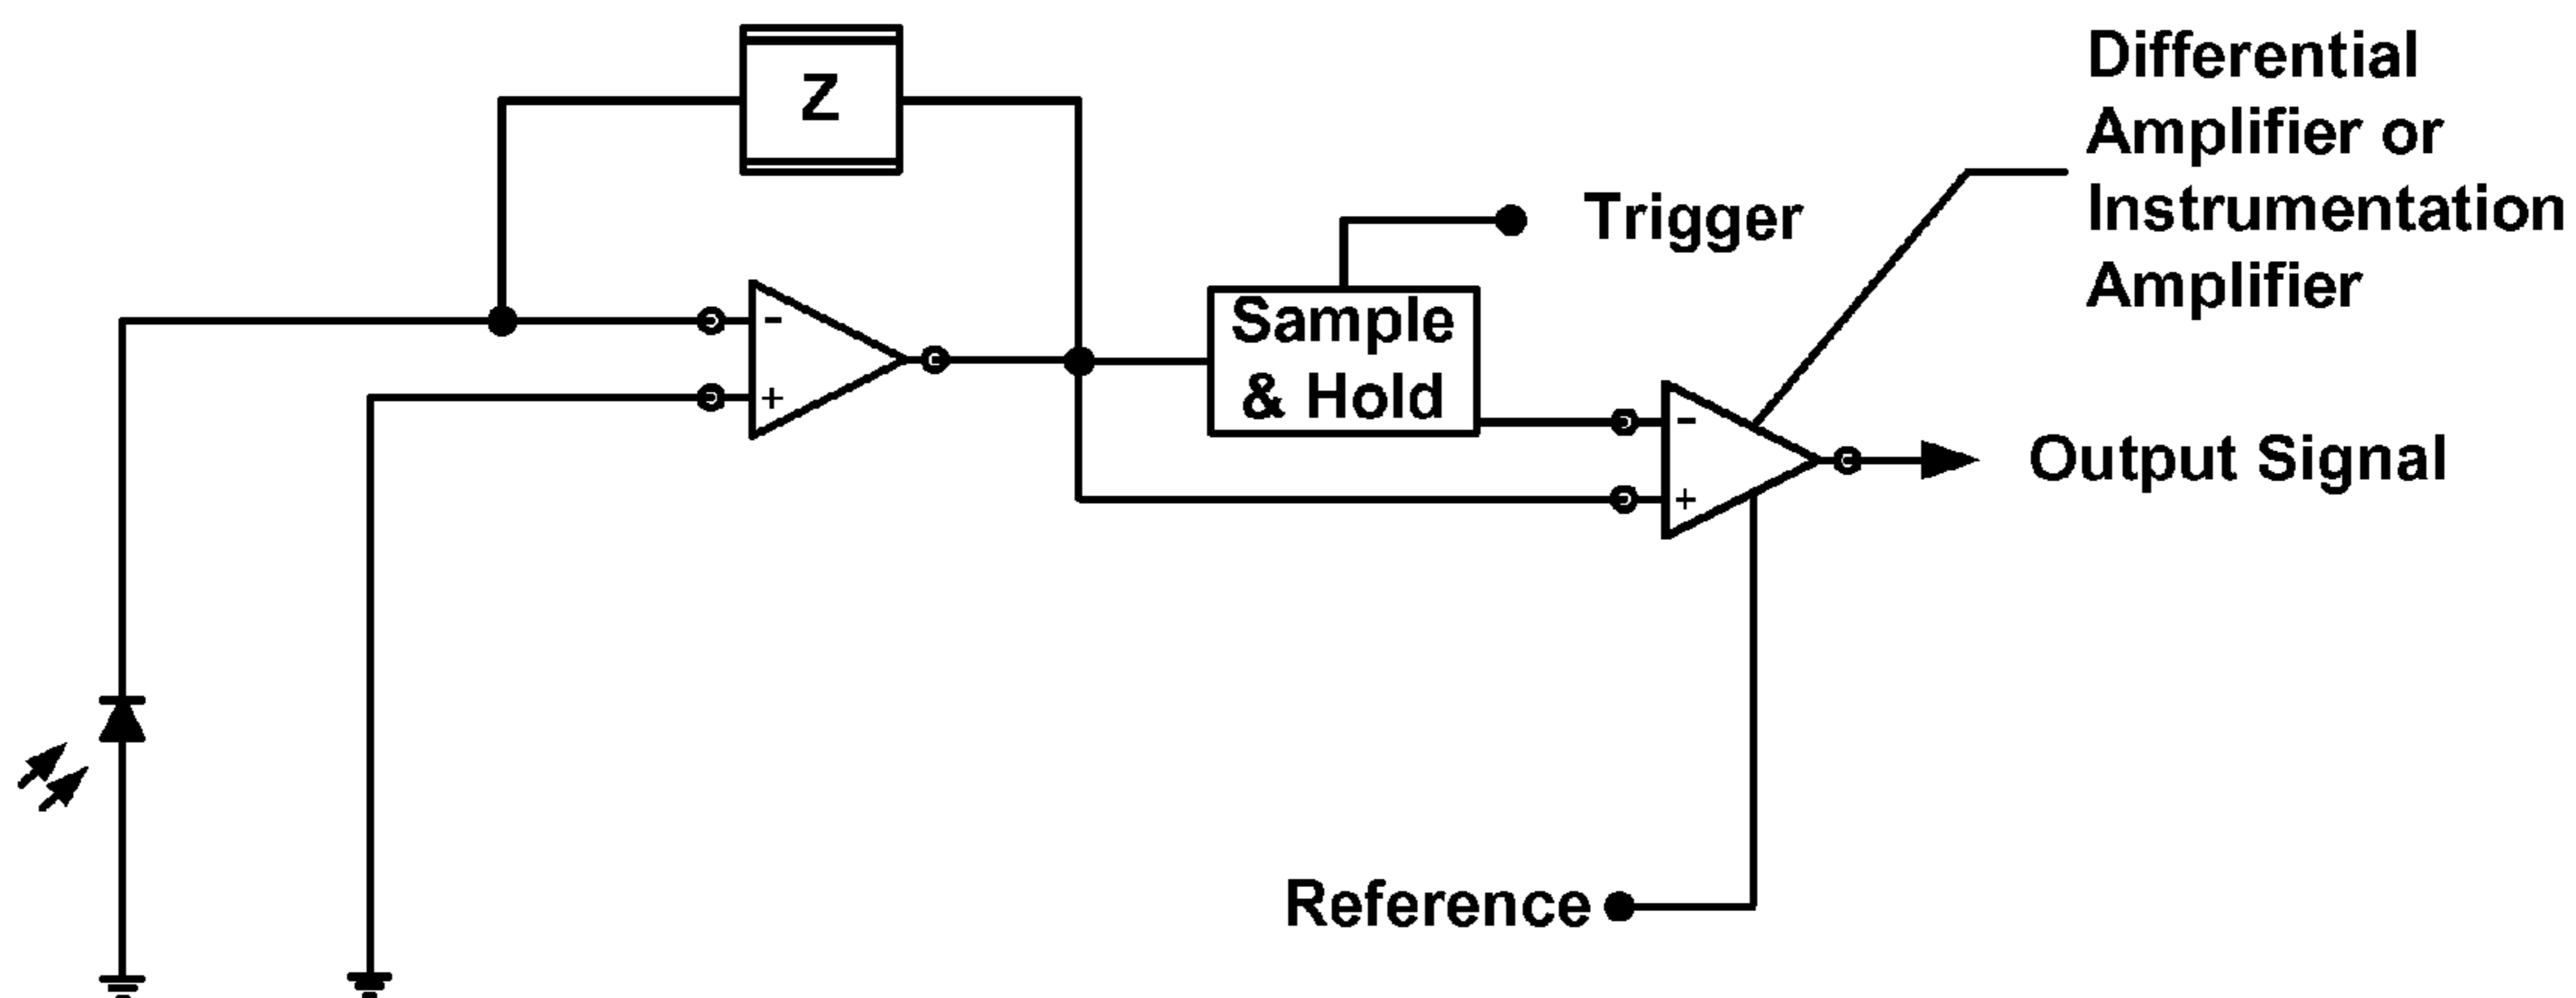 Z
Differential
Amplifier or
Instrumentation
Amplifier
Trigger
Sample
& Hold
-
+
-
+
Output Signal
Reference